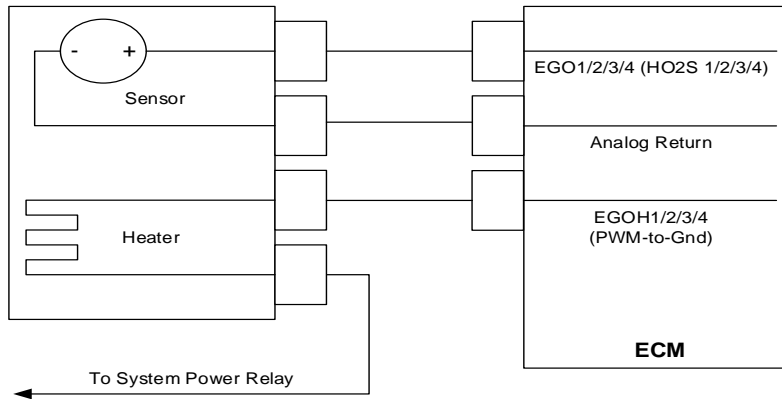 - +
Sensor
EGO1/2/3/4 (HO2S 1/2/3/4)
Analog Return
Heater
EGOH1/2/3/4
(PWM-to-Gnd)
ECM
To System Power Relay